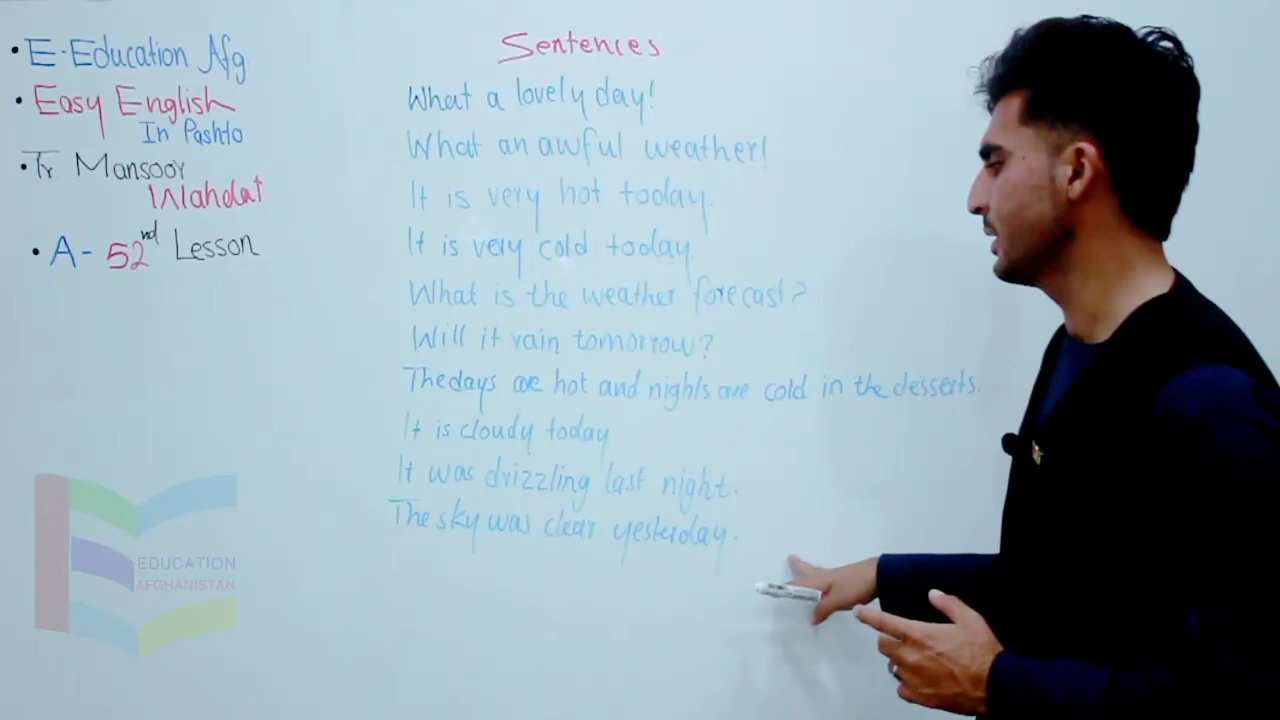 • E-Education Afg
• Easy English
In Pashto
• Tr. Mansoor
Wahdat
• A- 52nd Lesson
Sentences
What a lovely day!
What an awful weather!
It is very hot today.
It is very cold today.
What is the weather forecast?
Will it rain tomorrow?
The days are hot and nights are cold in the desserts.
It is cloudy today
It was drizzling last night.
The sky was clear yesterday.
EDUCATION
AFGHANISTAN